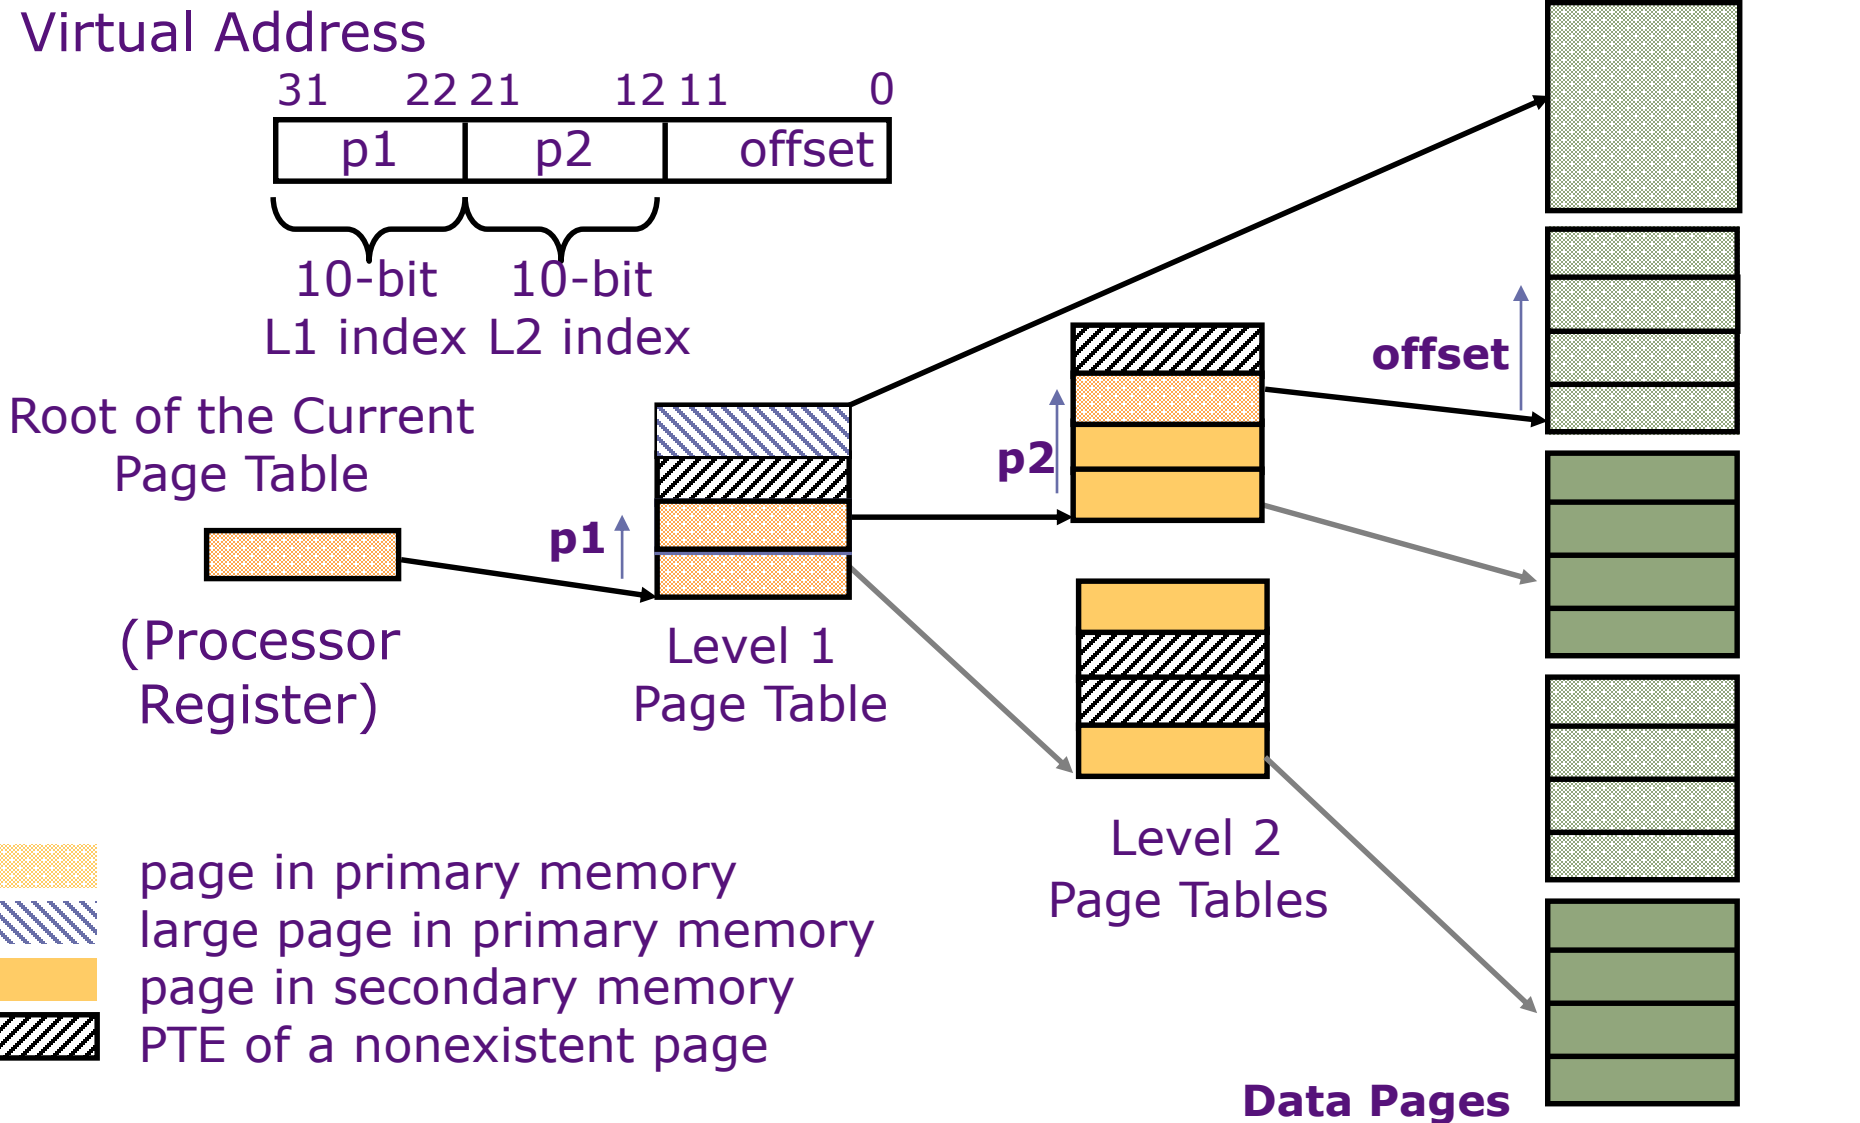 Virtual Address
31 22 21 12 11 0
p1 p2 offset
10-bit 10-bit
L1 index L2 index
offset
Root of the Current
Page Table
p2
p1
(Processor
Register)
Level 1
Page Table
Level 2
Page Tables
page in primary memory
large page in primary memory
page in secondary memory
PTE of a nonexistent page
Data Pages